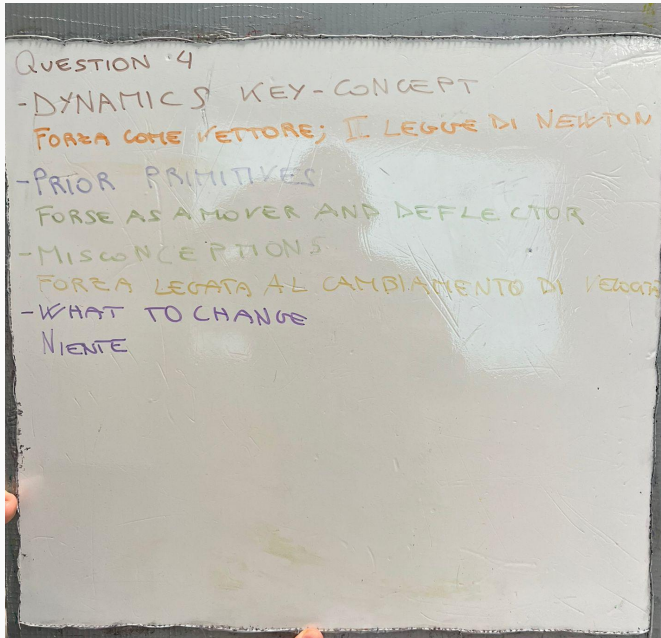 QUESTION 4
-DYNAMICS KEY-CONCEPT
FORZA COME VETTORE; I LEGGE DI NEWTON
-PRIOR PRIMITIVES
FORSE AS A MOVER AND DEFLECTOR
-MISCONCEPTIONS
FORZA LEGATA AL CAMBIAMENTO DI VELOCITÀ
-WHAT TO CHANGE
NIENTE